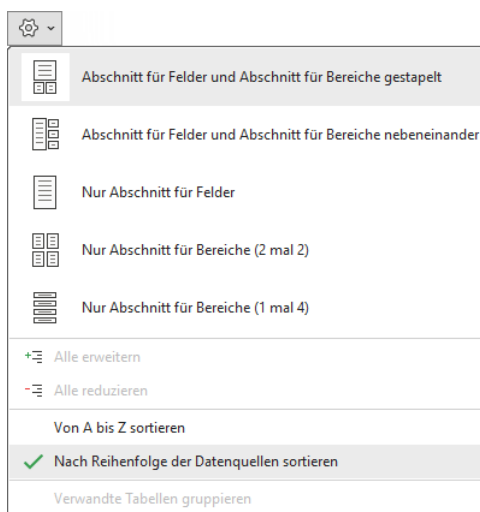 Abschnitt für Felder und Abschnitt für Bereiche gestapelt
Abschnitt für Felder und Abschnitt für Bereiche nebeneinander
Nur Abschnitt für Felder
Nur Abschnitt für Bereiche (2 mal 2)
Nur Abschnitt für Bereiche (1 mal 4)
Alle erweitern
Alle reduzieren
Von A bis Z sortieren
Nach Reihenfolge der Datenquellen sortieren
Verwandte Tabellen gruppieren